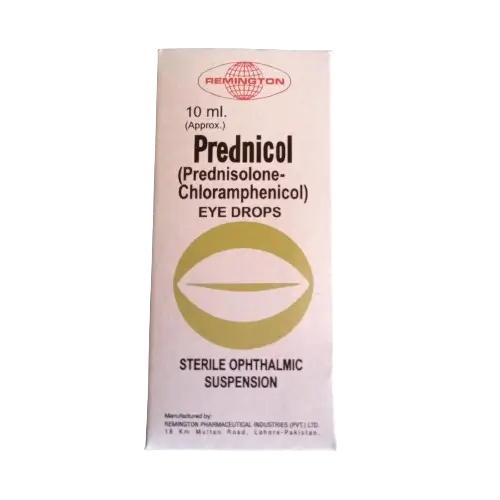 REMINGTON
10 ml.
(Approx.)
Prednicol
(Prednisolone-
Chloramphenicol)
EYE DROPS
STERILE OPHTHALMIC
SUSPENSION
Manufactured by:
REMINGTON PHARMACEUTICAL INDUSTRIES (PVT.) LTD.
18 Km Multan Road, Lahore-Pakistan.